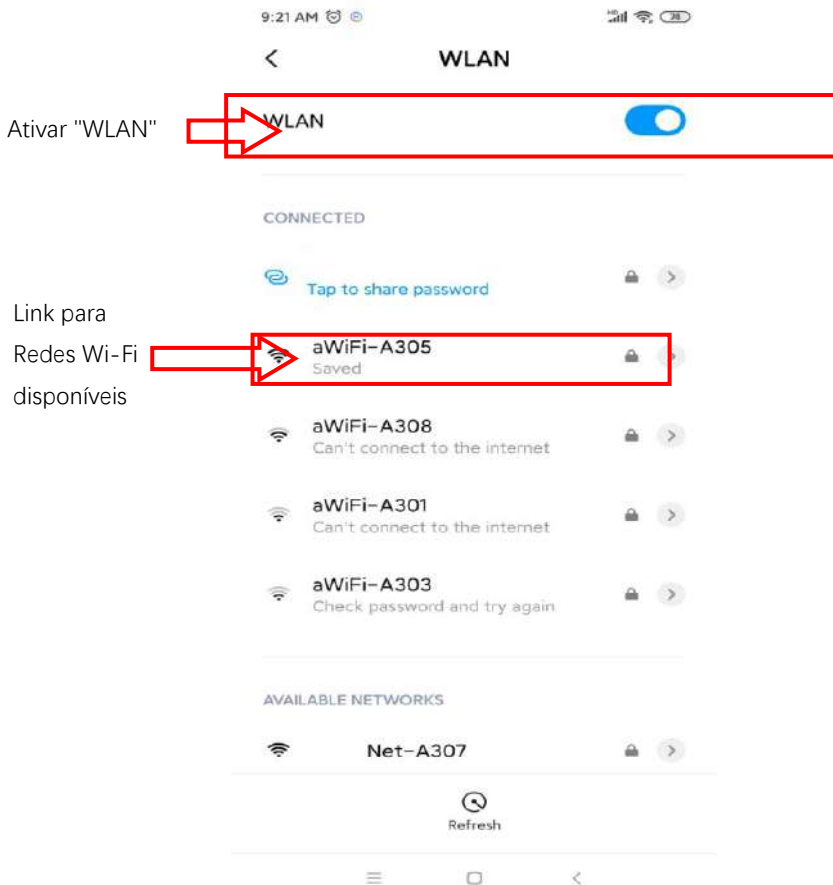 9:21 AM
HD
28
WLAN
Ativar "WLAN"
WLAN
CONNECTED
Tap to share password
Link para
Redes Wi-Fi
disponíveis
aWiFi-A305
Saved
aWiFi-A308
Can't connect to the internet
aWiFi-A301
Can't connect to the internet
aWiFi-A303
Check password and try again
AVAILABLE NETWORKS
Net-A307
Refresh